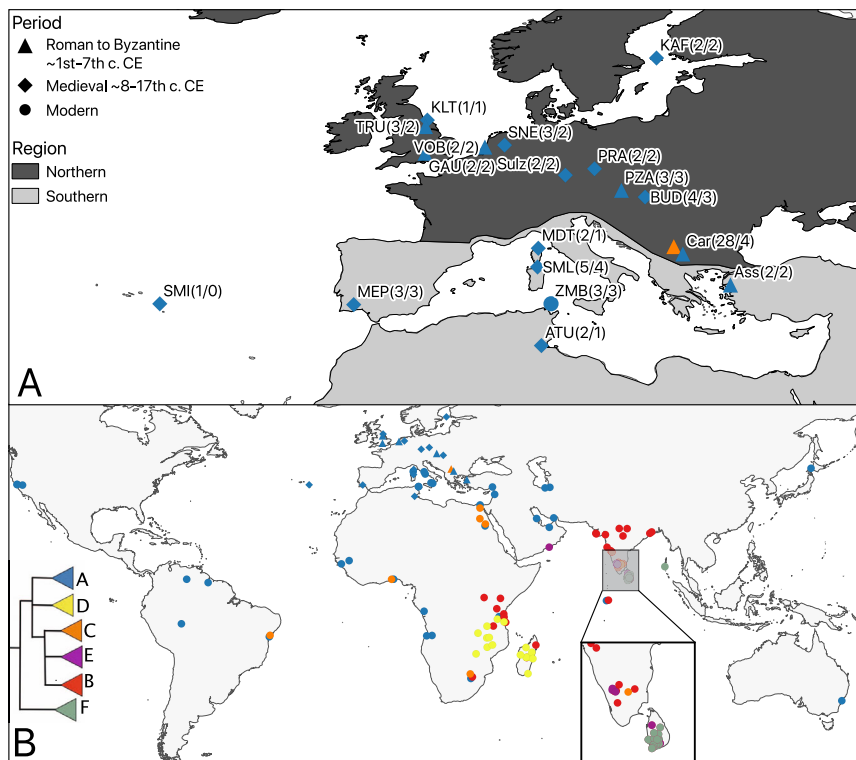 Period
Roman to Byzantine
~1st-7th c. CE
Medieval ~8-17th c. CE
Modern
Region
Northern
Southern
KAF(2/2)
KLT(1/1)
TRU(3/2)
SNE(3/2)
VOB(2/2)
GAU(2/2)
Sulz(2/2)
PRA(2/2)
PZA(3/3)
BUD(4/3)
MDT(2/1)
Car(28/4)
SML(5/4)
Ass(2/2)
SMI(1/0)
MEP(3/3)
ZMB(3/3)
ATU(2/1)
A
A
D
C
E
B
F
B